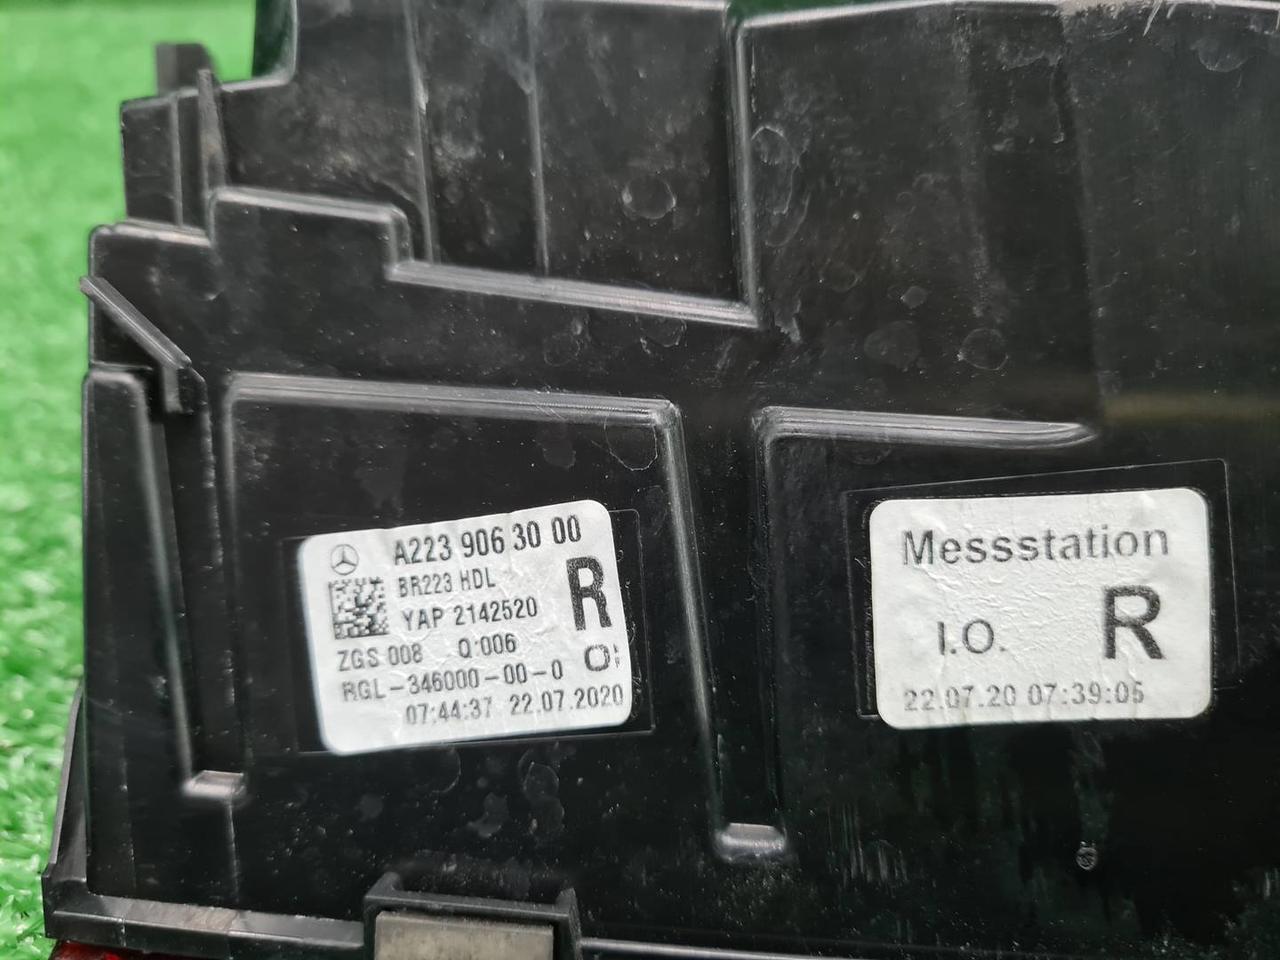 A223 906 30 00
BR223 HDL
YAP 2142520
R
ZGS 008 Q:006
RGL-346000-00-0
07:44:37 22.07.2020
Messstation
I.O. R
22.07.20 07:39:05